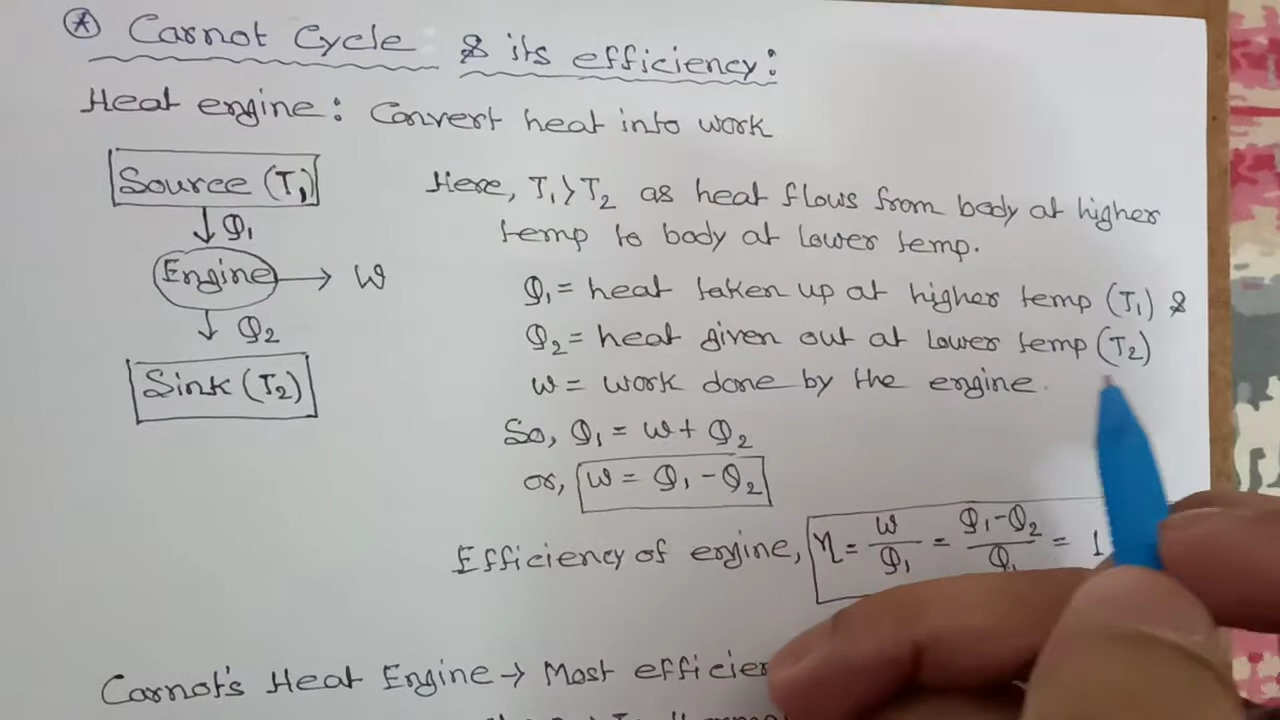 * Carnot Cycle & its efficiency:
Heat engine: Convert heat into work
Source (T₁)
↓ Q₁
Engine → W
↓ Q₂
Sink (T₂)
Here, T₁ > T₂ as heat flows from body at higher
temp to body at lower temp.
Q₁ = heat taken up at higher temp (T₁) &
Q₂ = heat given out at lower temp (T₂)
W = work done by the engine.
So, Q₁ = W + Q₂
or, W = Q₁ - Q₂
Efficiency of engine, η = W/Q₁ = Q₁-Q₂/Q₁ = 1
Carnot's Heat Engine → Most